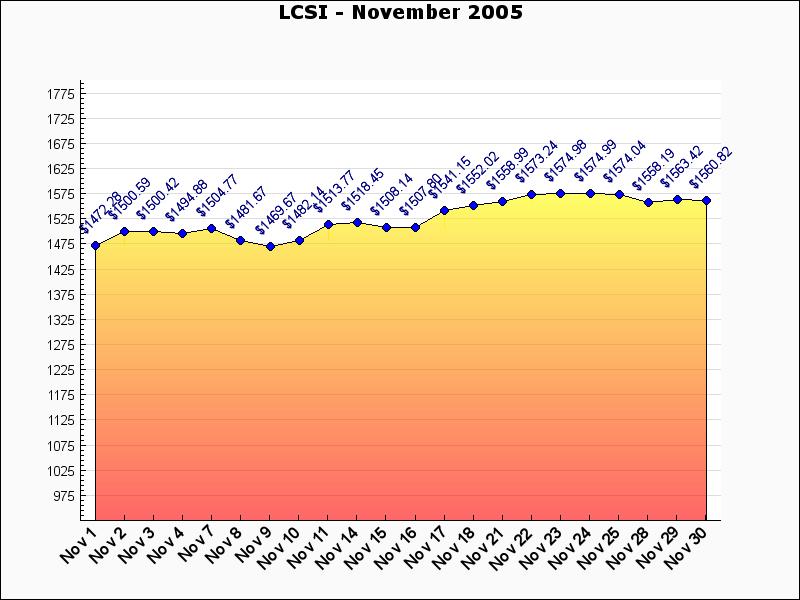 LCSI - November 2005
1775
1725
1675
1625
1575
1525
1475
1425
1375
1325
1275
1225
1175
1125
1075
1025
975
$1472.28
$1500.59
$1500.42
$1494.88
$1504.77
$1481.67
$1469.67
$1482.14
$1513.77
$1518.45
$1508.14
$1507.80
$1541.15
$1552.02
$1558.99
$1573.24
$1574.98
$1574.99
$1574.04
$1558.19
$1563.42
$1560.82
Nov 1
Nov 2
Nov 3
Nov 4
Nov 7
Nov 8
Nov 9
Nov 10
Nov 11
Nov 14
Nov 15
Nov 16
Nov 17
Nov 18
Nov 21
Nov 22
Nov 23
Nov 24
Nov 25
Nov 28
Nov 29
Nov 30